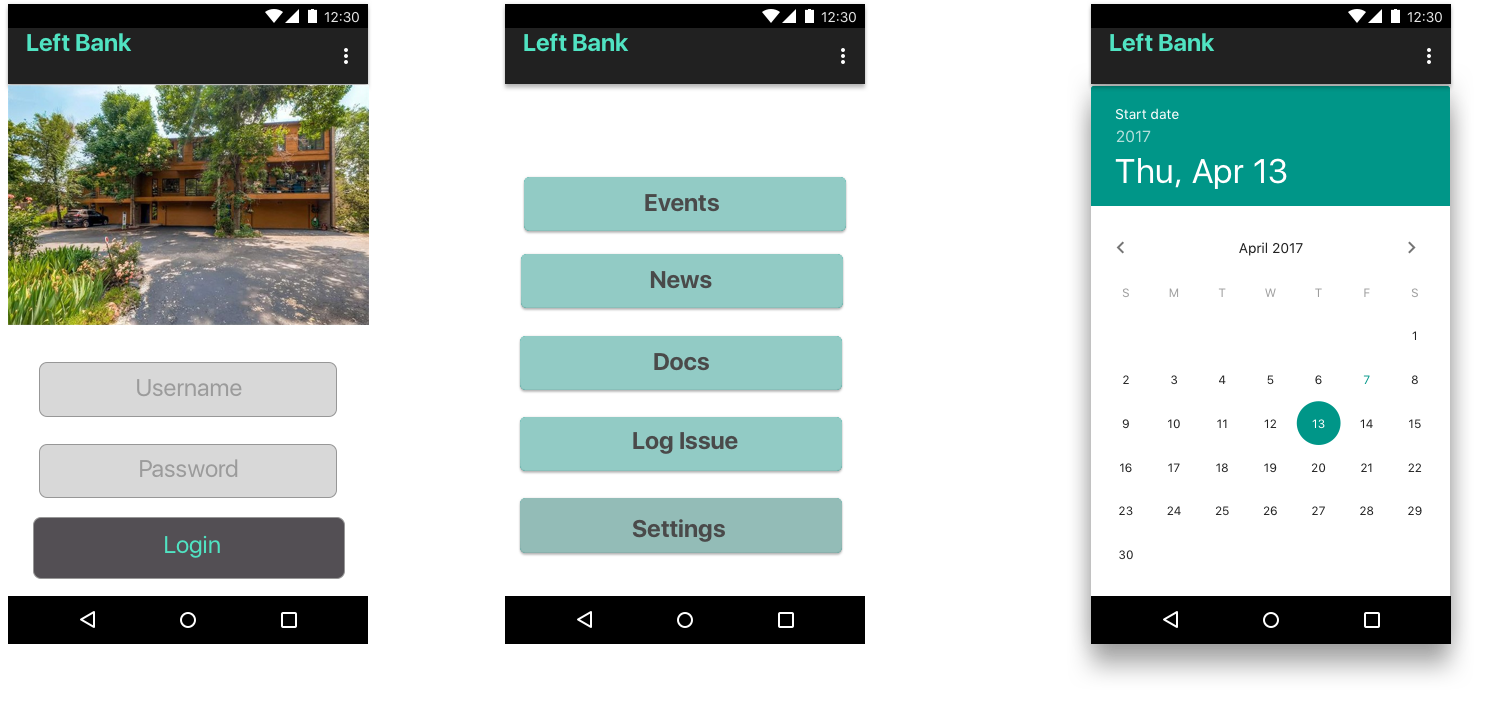 12:30
Left Bank
Username
Password
Login
12:30
Left Bank
Events
News
Docs
Log Issue
Settings
12:30
Left Bank
Start date
2017
Thu, Apr 13
April 2017
S M T W T F S
1
2 3 4 5 6 7 8
9 10 11 12 13 14 15
16 17 18 19 20 21 22
23 24 25 26 27 28 29
30